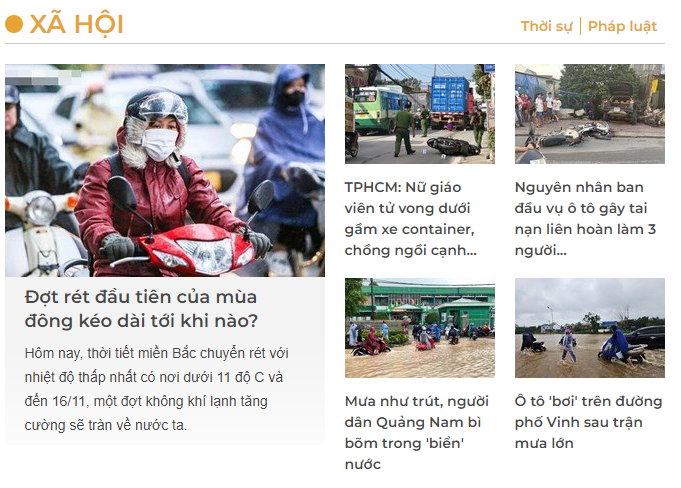 XÃ HỘI
Thời sự
Pháp luật
Đợt rét đầu tiên của mùa
đông kéo dài tới khi nào?
Hôm nay, thời tiết miền Bắc chuyển rét với
nhiệt độ thấp nhất có nơi dưới 11 độ C và
đến 16/11, một đợt không khí lạnh tăng
cường sẽ tràn về nước ta.
TPHCM: Nữ giáo
viên tử vong dưới
gầm xe container,
chồng ngồi cạnh...
Nguyên nhân ban
đầu vụ ô tô gây tai
nạn liên hoàn làm 3
người...
Mưa như trút, người
dân Quảng Nam bì
bõm trong 'biển'
nước
Ô tô 'bơi' trên đường
phố Vinh sau trận
mưa lớn